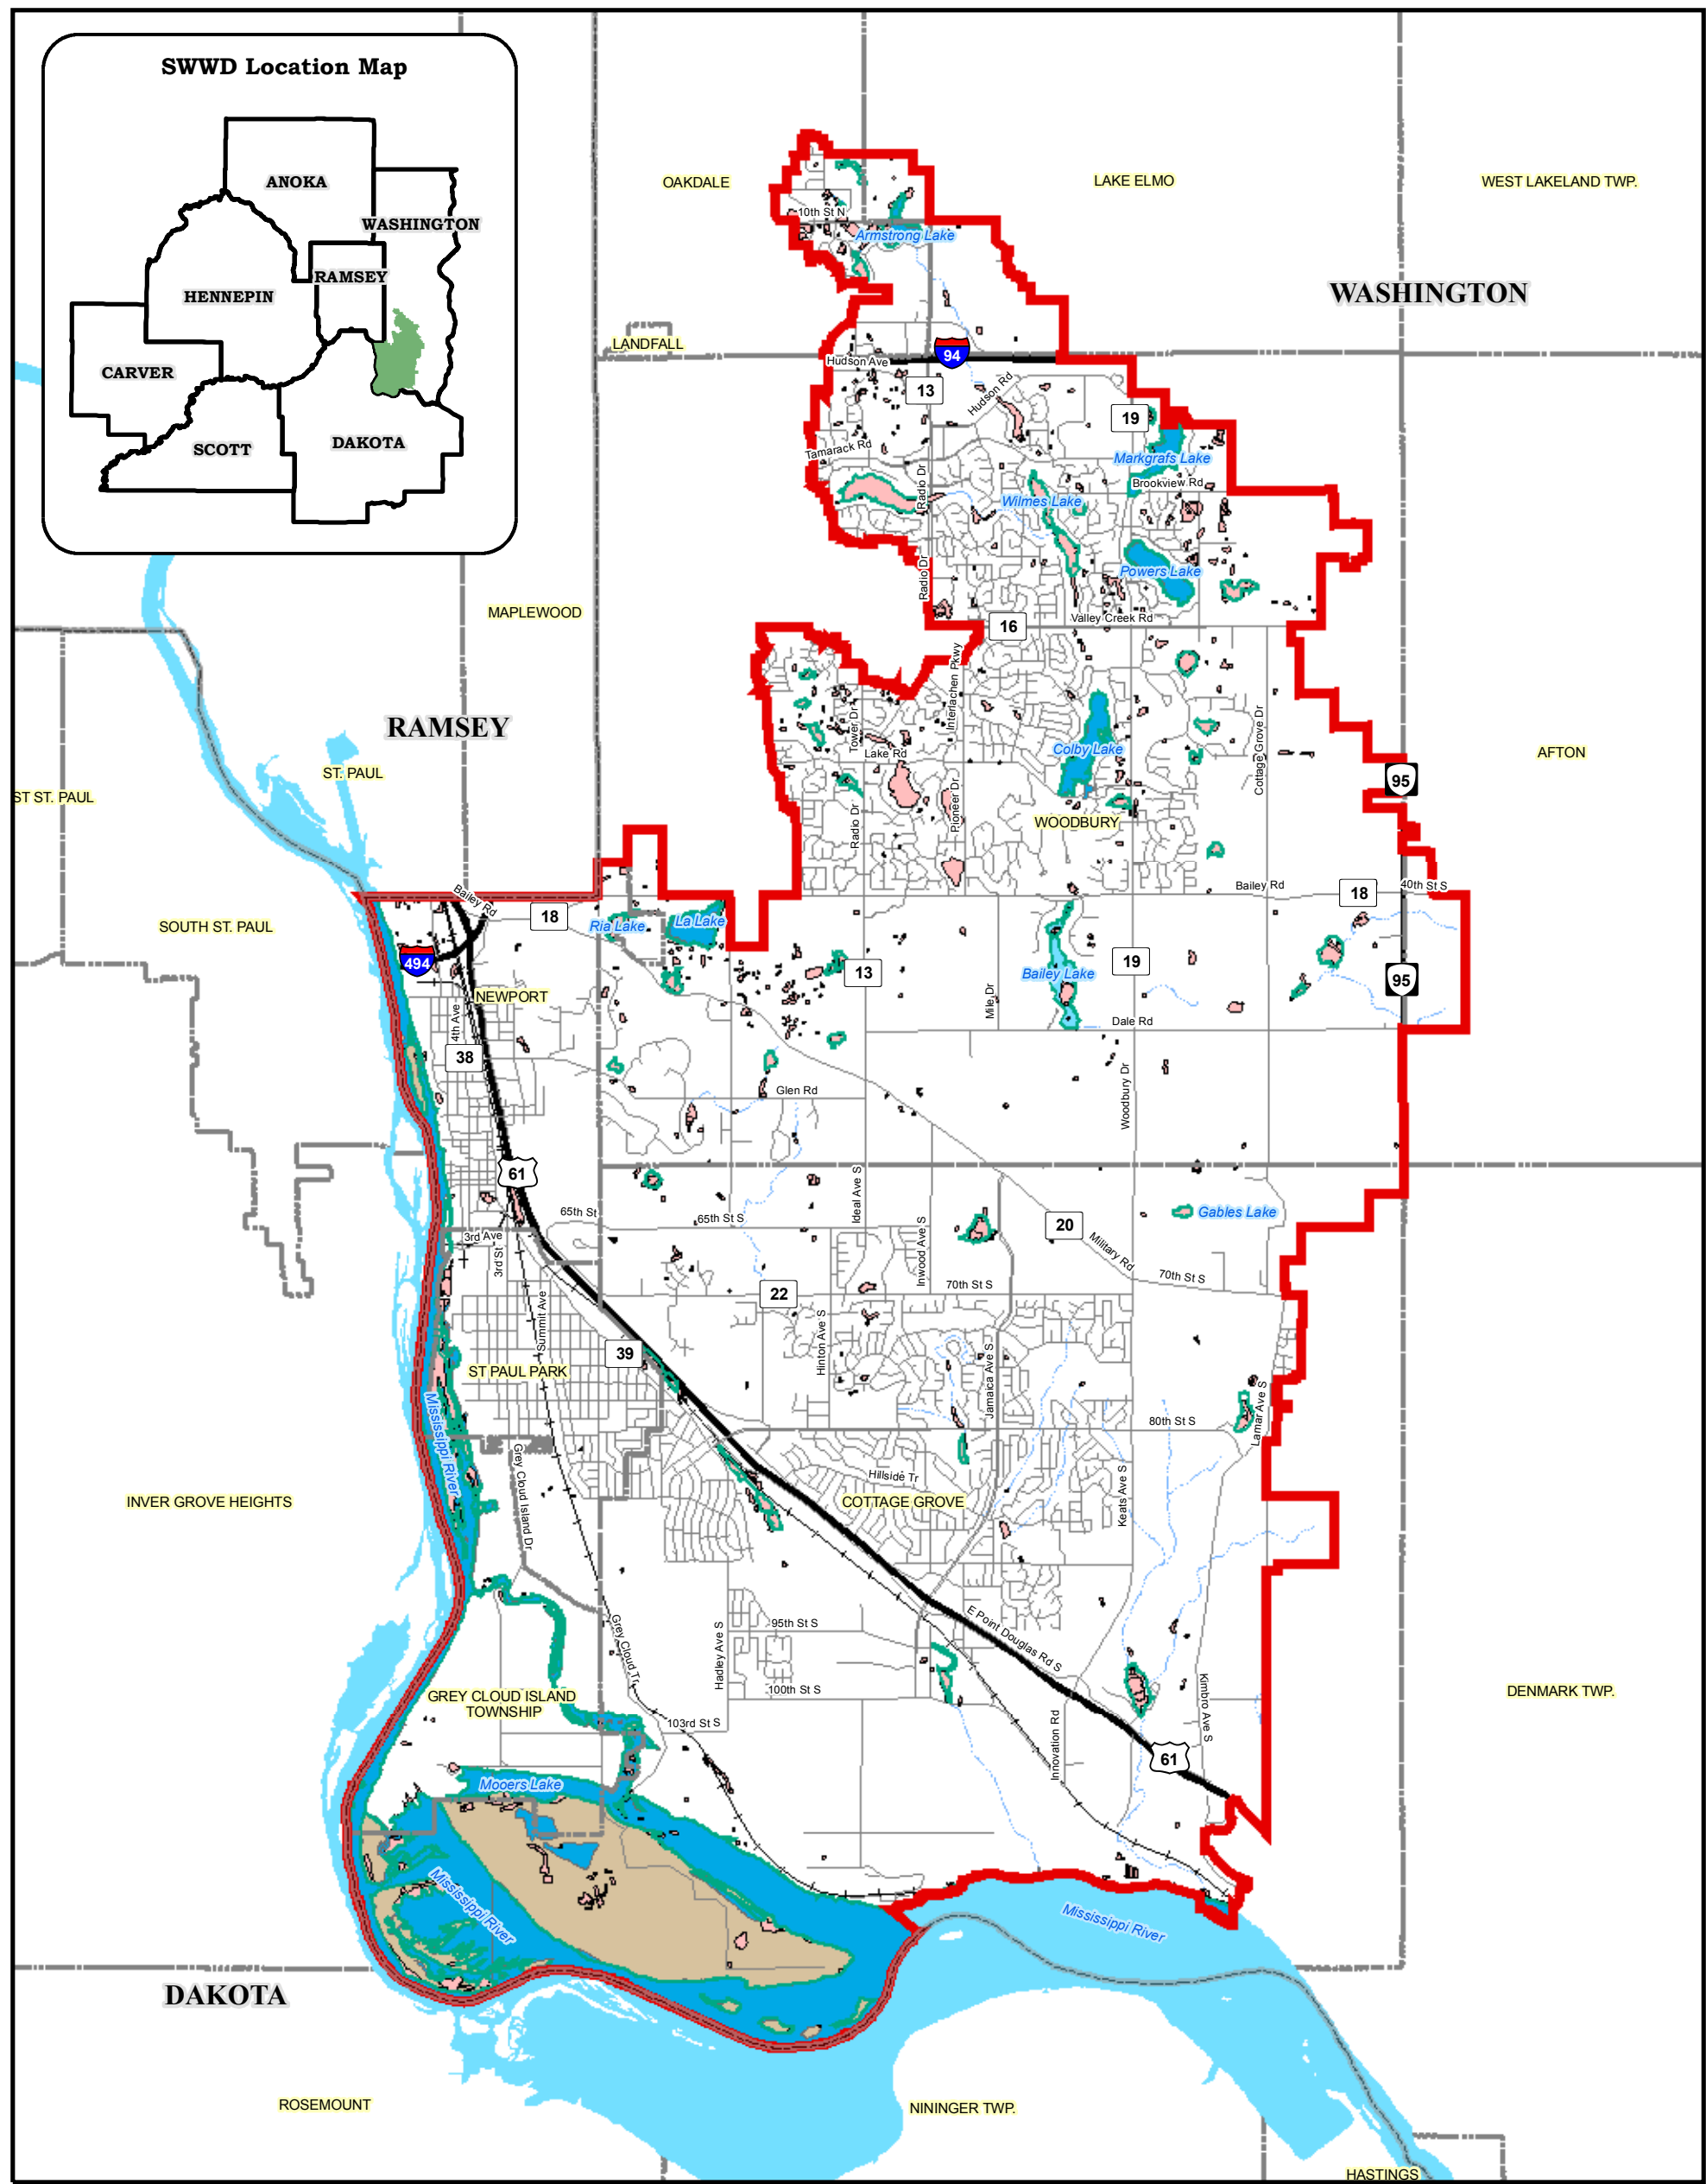 SWWD Location Map
ANOKA
WASHINGTON
RAMSEY
HENNEPIN
CARVER
SCOTT
DAKOTA
OAKDALE
LAKE ELMO
WEST LAKELAND TWP.
10th St N
Armstrong Lake
WASHINGTON
LANDFALL
Hudson Ave
94
13
Hudson Rd
19
Tamarack Rd
Markgrafs Lake
Radio Dr
Brookview Rd
Wilmes Lake
Powers Lake
Radio Dr
MAPLEWOOD
Valley Creek Rd
16
Interlachen Pkwy
RAMSEY
Tower Dr
Cottage Grove Dr
Lake Rd
Colby Lake
AFTON
ST. PAUL
95
ST ST. PAUL
Radio Dr
Pioneer Dr
WOODBURY
Bailey Rd
Bailey Rd
18
40th St S
18
Ria Lake
La Lake
SOUTH ST. PAUL
494
13
19
95
Bailey Lake
NEWPORT
4th Ave
Mile Dr
Dale Rd
38
Glen Rd
Woodbury Dr
61
Ideal Ave S
65th St
65th St S
Gables Lake
20
3rd Ave
3rd St
Inwood Ave S
Military Rd
70th St S
70th St S
22
Summit Ave
Hinton Ave S
39
ST PAUL PARK
Jamaica Ave S
Mississippi River
80th St S
Lamar Ave S
Grey Cloud Island Dr
Hillside Tr
Keats Ave S
INVER GROVE HEIGHTS
COTTAGE GROVE
95th St S
E Point Douglas Rd S
Grey Cloud Tr
Hadley Ave S
100th St S
Kimbro Ave S
GREY CLOUD ISLAND
TOWNSHIP
DENMARK TWP.
103rd St S
Innovation Rd
61
Mooers Lake
Mississippi River
Mississippi River
DAKOTA
ROSEMOUNT
NININGER TWP.
HASTINGS